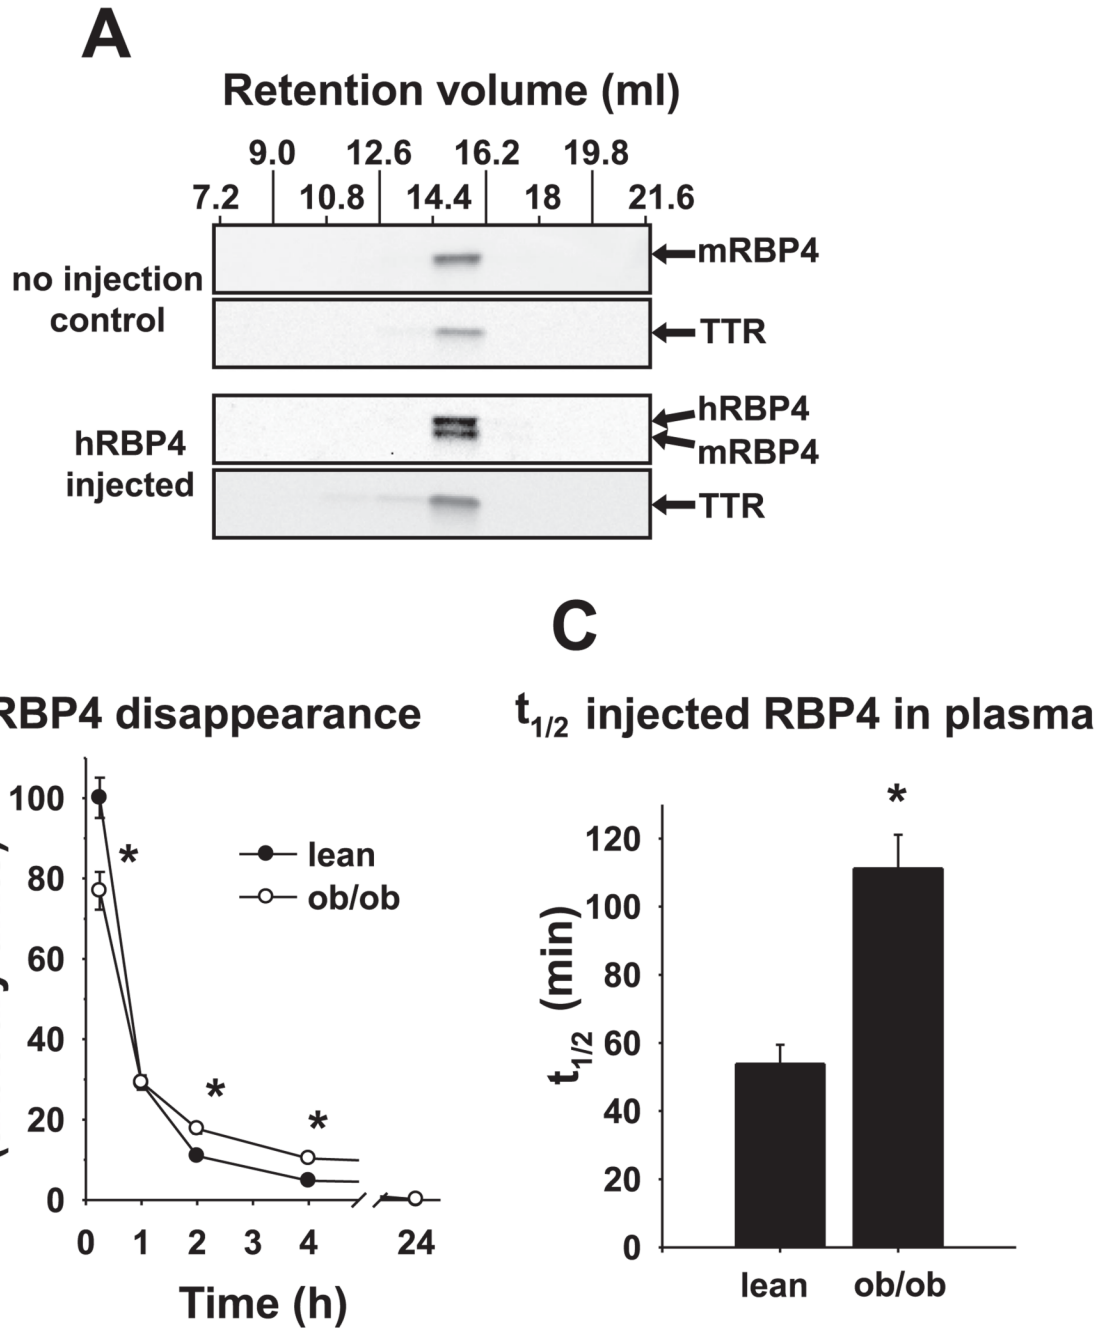 A
Retention volume (ml)
9.0 12.6 16.2 19.8
7.2 10.8 14.4 18 21.6
no injection
control
mRBP4
TTR
hRBP4
injected
hRBP4
mRBP4
TTR
RBP4 disappearance
100
80
60
40
20
0
*
*
*
lean
ob/ob
0 1 2 3 4 24
Time (h)
C
t1/2 injected RBP4 in plasma
t1/2 (min)
120
100
80
60
40
20
0
*
lean ob/ob